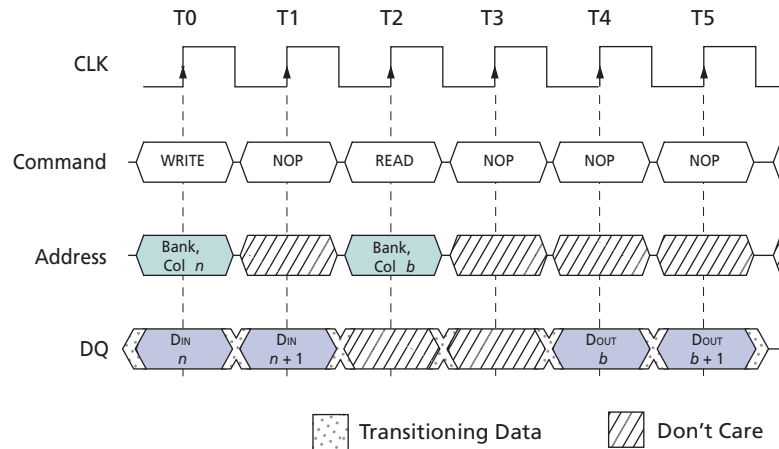 T0 T1 T2 T3 T4 T5
CLK
Command WRITE NOP READ NOP NOP NOP
Address Bank, Col n Bank, Col b
DQ DIN n DIN n + 1 DOUT b DOUT b + 1
Transitioning Data Don't Care